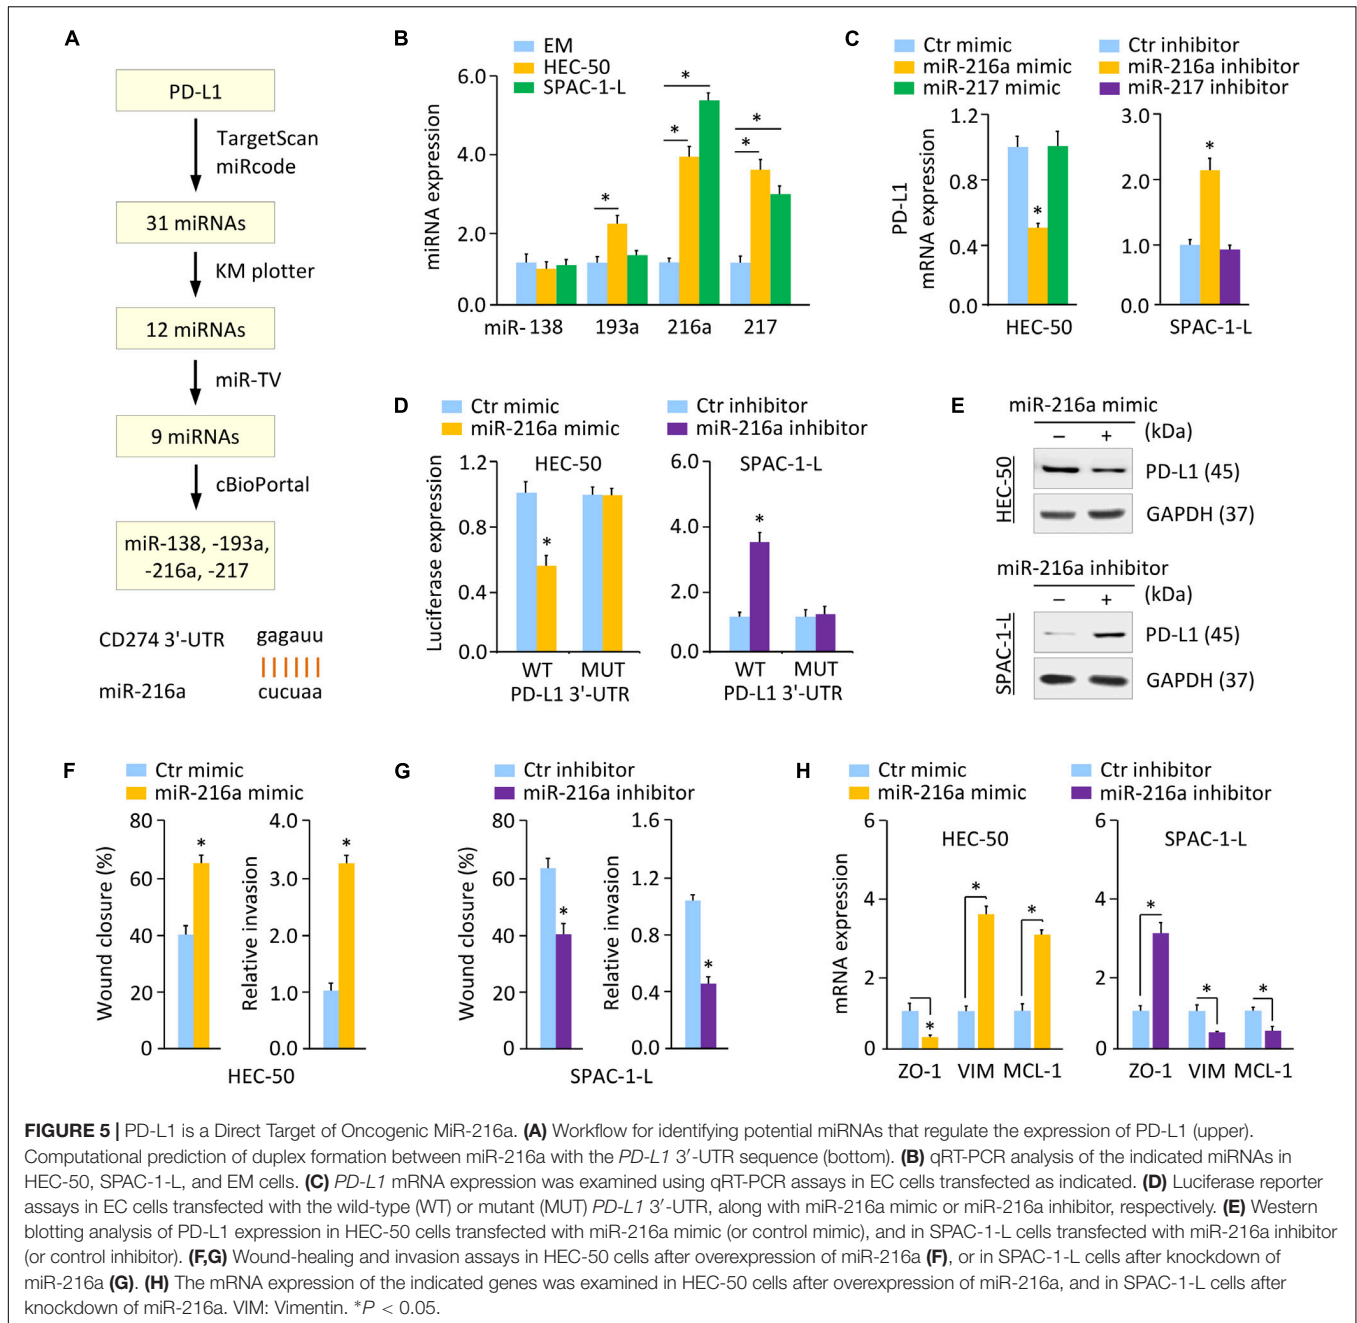 A
PD-L1
TargetScan
miRcode
31 miRNAs
KM plotter
12 miRNAs
miR-TV
9 miRNAs
cBioPortal
miR-138, -193a,
-216a, -217
CD274 3'-UTR gagauu
miR-216a cucuaa
B
EM
HEC-50
SPAC-1-L
miRNA expression
6.0
4.0
2.0
0.0
* * * * *
miR-138 193a 216a 217
C
Ctr mimic
miR-216a mimic
miR-217 mimic
PD-L1
mRNA expression
1.2
0.8
0.4
0.0
*
HEC-50
Ctr inhibitor
miR-216a inhibitor
miR-217 inhibitor
3.0
2.0
1.0
0.0
*
SPAC-1-L
D
Ctr mimic
miR-216a mimic
Luciferase expression
HEC-50
1.2
0.8
0.4
0.0
*
WT MUT
PD-L1 3'-UTR
Ctr inhibitor
miR-216a inhibitor
SPAC-1-L
6.0
4.0
2.0
0.0
*
WT MUT
PD-L1 3'-UTR
E
miR-216a mimic
– + (kDa)
HEC-50
PD-L1 (45)
GAPDH (37)
miR-216a inhibitor
– + (kDa)
SPAC-1-L
PD-L1 (45)
GAPDH (37)
F
Ctr mimic
miR-216a mimic
Wound closure (%)
80
60
40
20
0
*
Relative invasion
4.0
3.0
2.0
1.0
0.0
*
HEC-50
G
Ctr inhibitor
miR-216a inhibitor
Wound closure (%)
80
60
40
20
0
*
Relative invasion
1.6
1.2
0.8
0.4
0.0
*
SPAC-1-L
H
Ctr mimic
miR-216a mimic
mRNA expression
HEC-50
6
4
2
0
* * *
ZO-1 VIM MCL-1
Ctr inhibitor
miR-216a inhibitor
SPAC-1-L
6
4
2
0
* * *
ZO-1 VIM MCL-1
FIGURE 5 | PD-L1 is a Direct Target of Oncogenic MiR-216a. (A) Workflow for identifying potential miRNAs that regulate the expression of PD-L1 (upper).
Computational prediction of duplex formation between miR-216a with the PD-L1 3′-UTR sequence (bottom). (B) qRT-PCR analysis of the indicated miRNAs in
HEC-50, SPAC-1-L, and EM cells. (C) PD-L1 mRNA expression was examined using qRT-PCR assays in EC cells transfected as indicated. (D) Luciferase reporter
assays in EC cells transfected with the wild-type (WT) or mutant (MUT) PD-L1 3′-UTR, along with miR-216a mimic or miR-216a inhibitor, respectively. (E) Western
blotting analysis of PD-L1 expression in HEC-50 cells transfected with miR-216a mimic (or control mimic), and in SPAC-1-L cells transfected with miR-216a inhibitor
(or control inhibitor). (F,G) Wound-healing and invasion assays in HEC-50 cells after overexpression of miR-216a (F), or in SPAC-1-L cells after knockdown of
miR-216a (G). (H) The mRNA expression of the indicated genes was examined in HEC-50 cells after overexpression of miR-216a, and in SPAC-1-L cells after
knockdown of miR-216a. VIM: Vimentin. *P < 0.05.